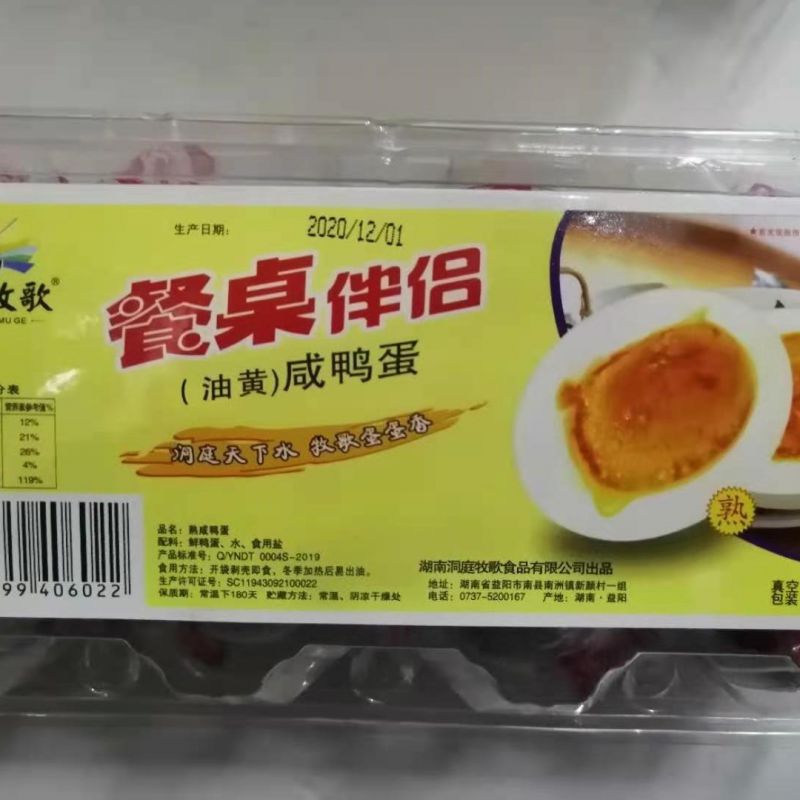 生产日期：
2020/12/01
牧歌®
MU GE
餐桌伴侣
(油黄)咸鸭蛋
洞庭天下水 牧歌蛋蛋香
分表
营养素参考值%
12%
21%
26%
4%
119%
99406022
品名：熟咸鸭蛋
配料：鲜鸭蛋、水、食用盐
产品标准号：Q/YNDT 0004S-2019
食用方法：开袋剥壳即食、冬季加热后易出油。
生产许可证号：SC11943092100022
保质期：常温下180天 贮藏方法：常温、阴凉干燥处
湖南洞庭牧歌食品有限公司出品
地址：湖南省益阳市南县南洲镇新颜村一组
电话：0737-5200167 产地：湖南·益阳
熟
真空
包装